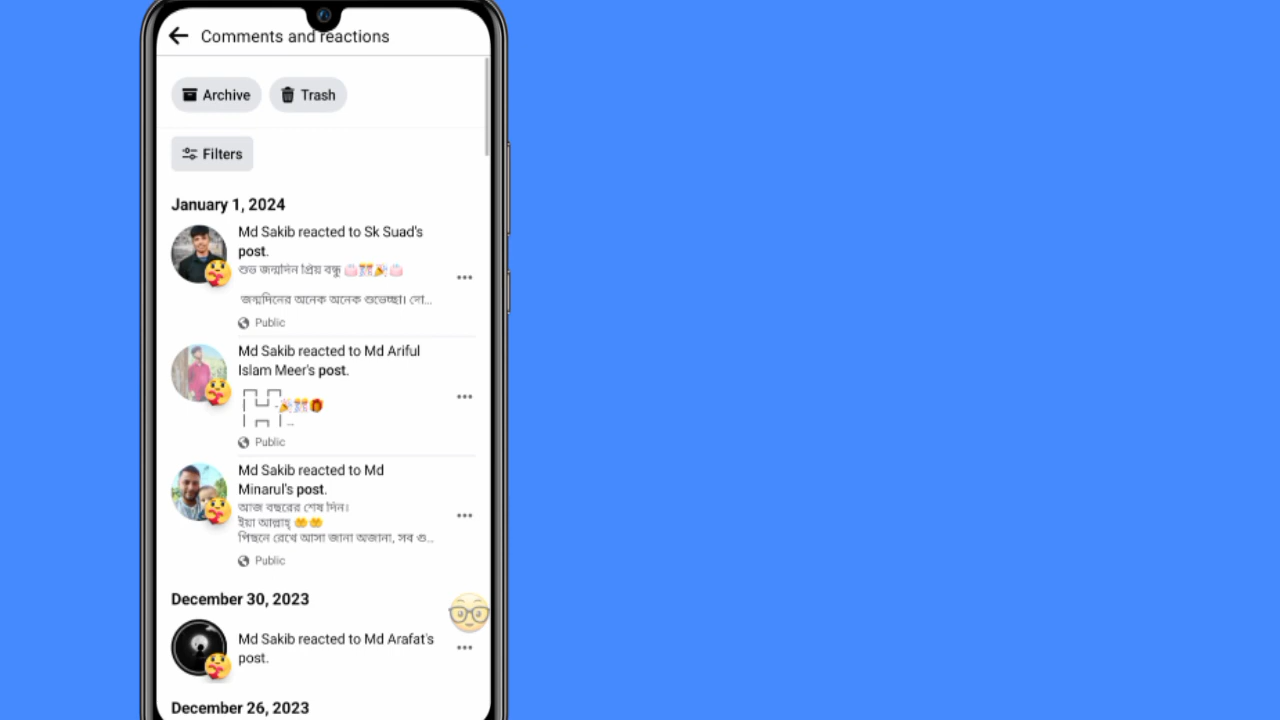 Comments and reactions
Archive
Trash
Filters
January 1, 2024
Md Sakib reacted to Sk Suad's
post.
শুভ জন্মদিন প্রিয় বন্ধু
জন্মদিনের অনেক অনেক শুভেচ্ছা। দো...
Public
Md Sakib reacted to Md Ariful
Islam Meer's post.
Public
Md Sakib reacted to Md
Minarul's post.
আজ বছরের শেষ দিন।
ইয়া আল্লাহ্ 🤲🤲
পিছনে রেখে আসা জানা অজানা, সব গু...
Public
December 30, 2023
Md Sakib reacted to Md Arafat's
post.
December 26, 2023